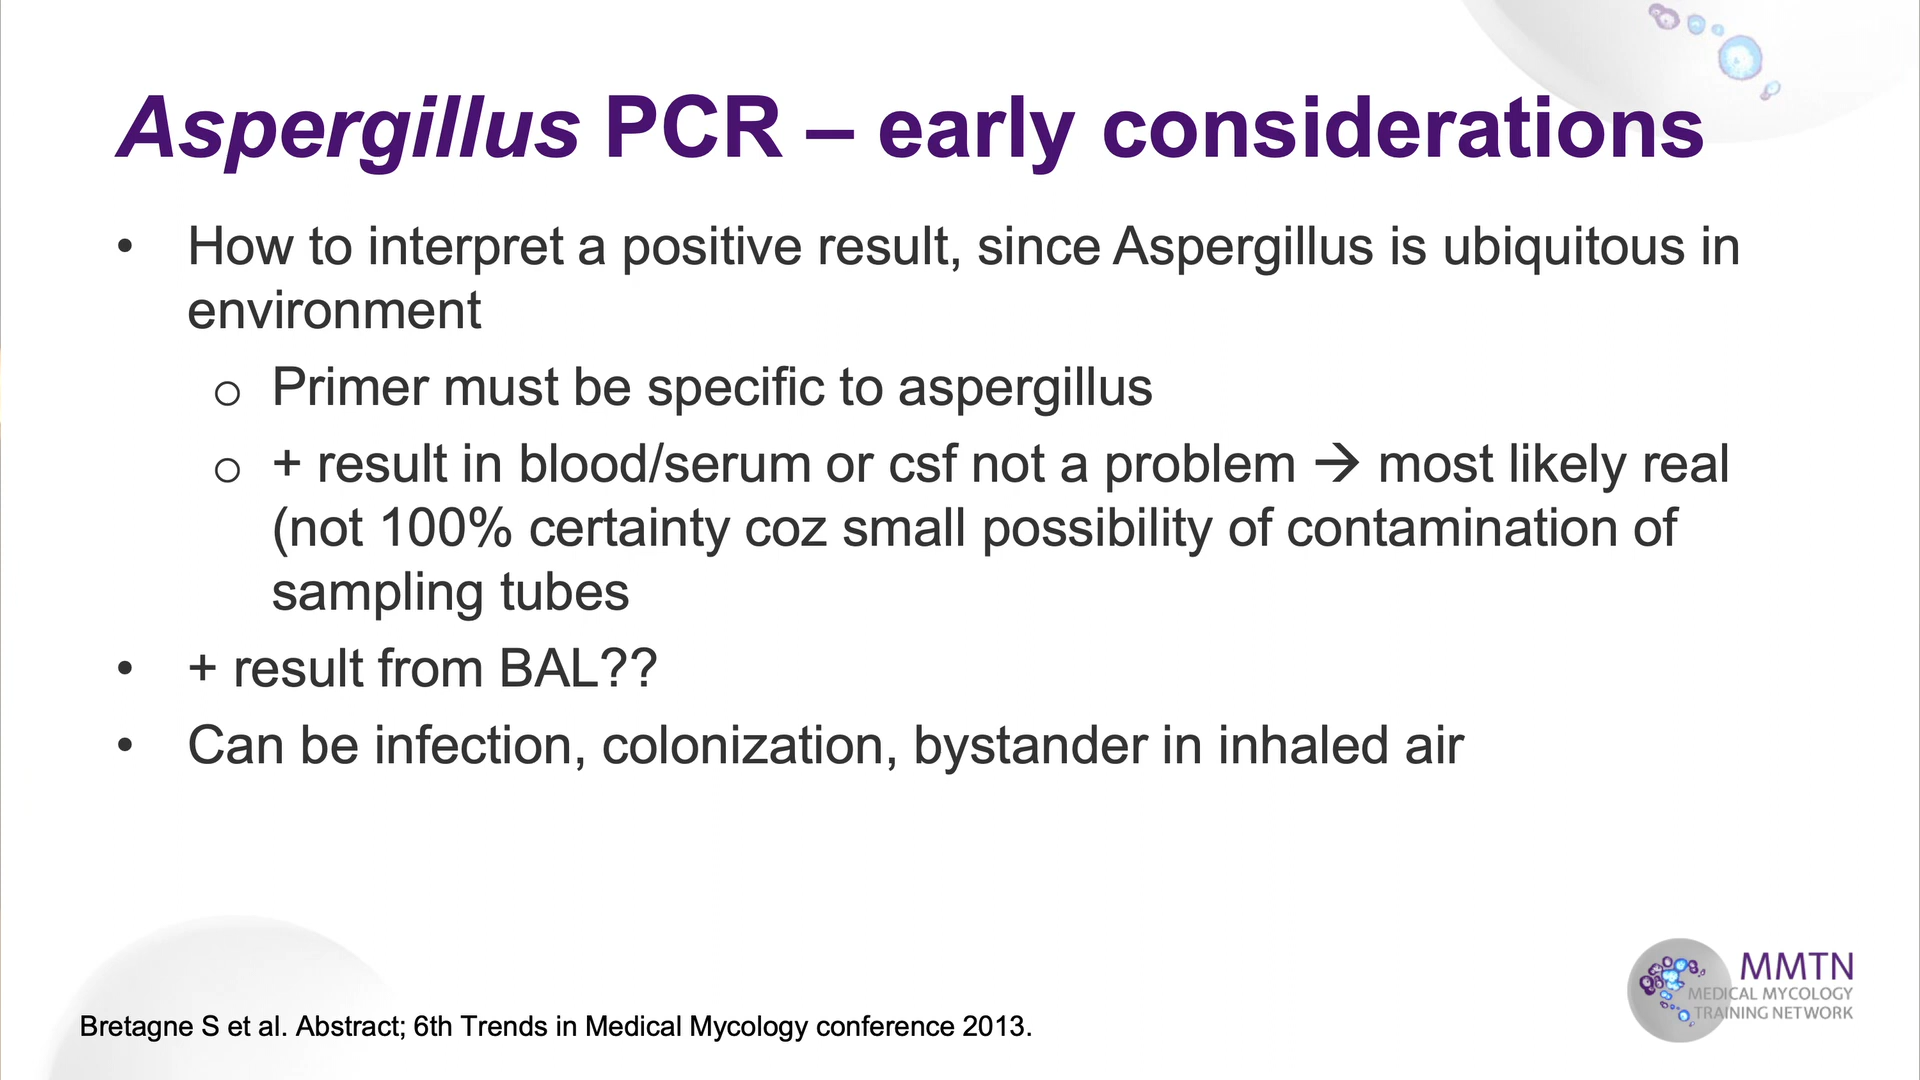 Aspergillus PCR – early considerations
• How to interpret a positive result, since Aspergillus is ubiquitous in
environment
o Primer must be specific to aspergillus
o + result in blood/serum or csf not a problem → most likely real
(not 100% certainty coz small possibility of contamination of
sampling tubes
• + result from BAL??
• Can be infection, colonization, bystander in inhaled air
Bretagne S et al. Abstract; 6th Trends in Medical Mycology conference 2013.
MMTN
MEDICAL MYCOLOGY
TRAINING NETWORK